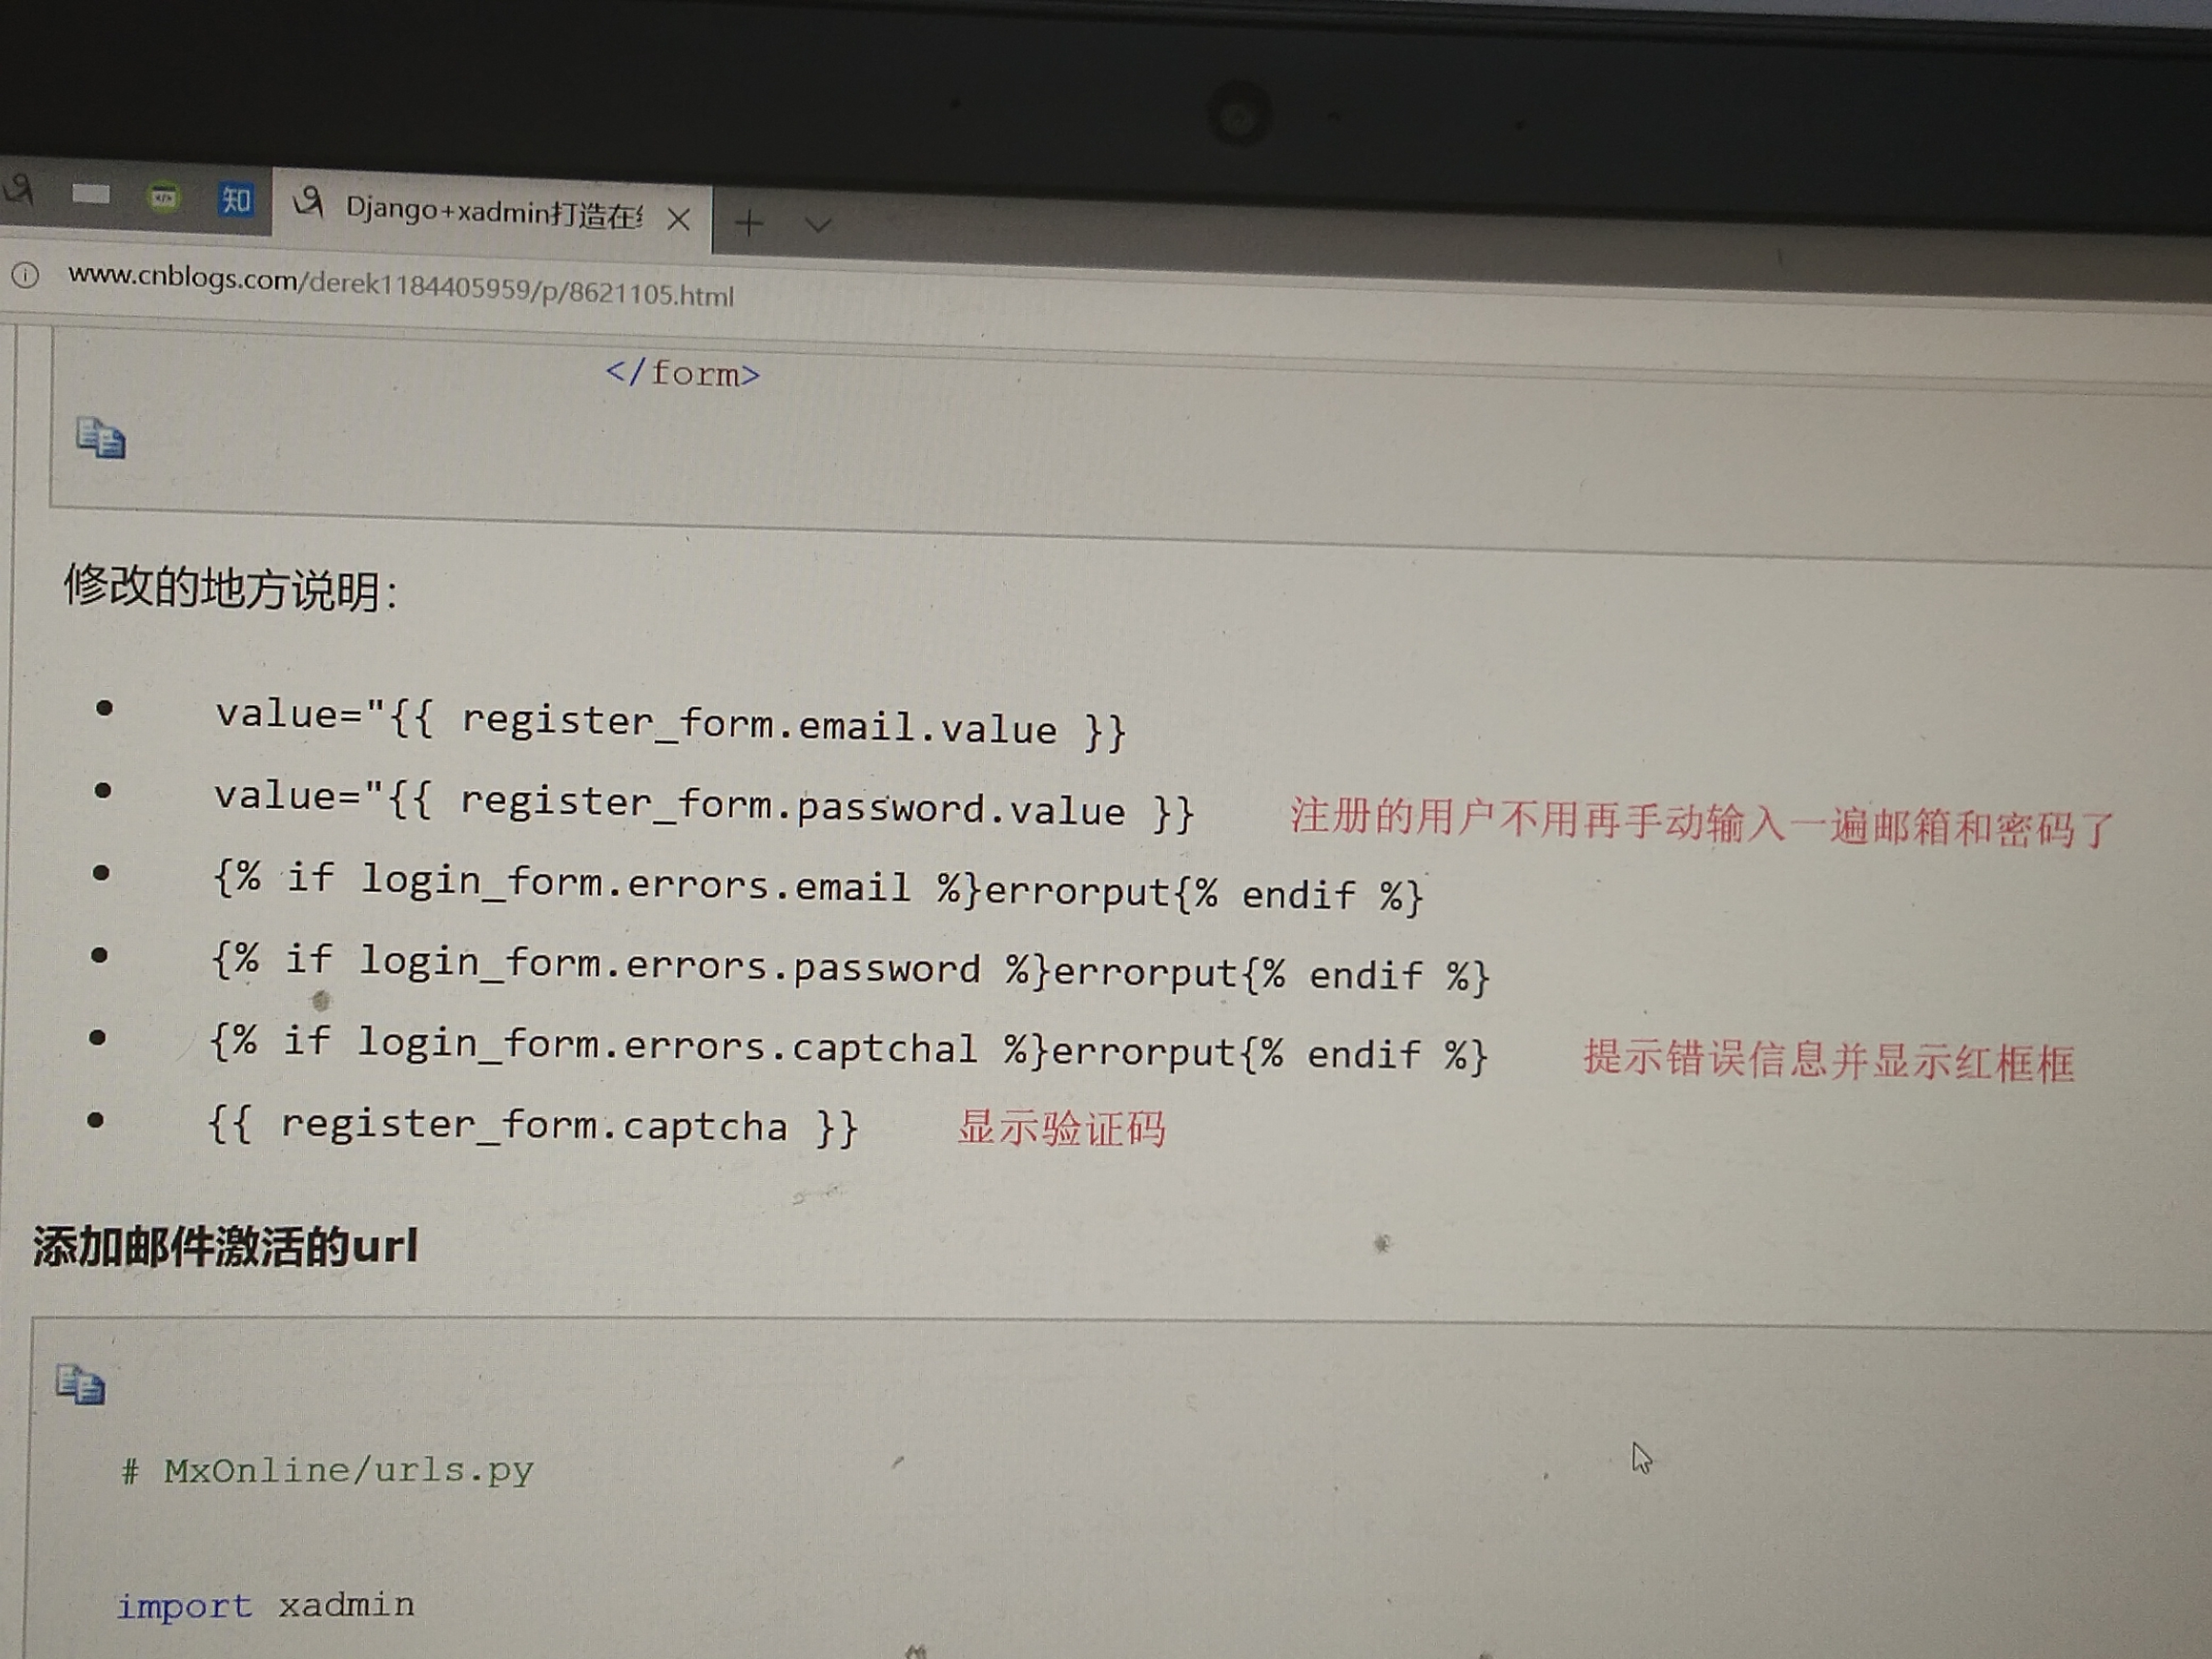 知 Django+xadmin打造在
www.cnblogs.com/derek1184405959/p/8621105.html
</form>
修改的地方说明：
value="{{ register_form.email.value }}
value="{{ register_form.password.value }} 注册的用户不用再手动输入一遍邮箱和密码了
{% if login_form.errors.email %}errorput{% endif %}
{% if login_form.errors.password %}errorput{% endif %}
{% if login_form.errors.captchal %}errorput{% endif %} 提示错误信息并显示红框框
{{ register_form.captcha }} 显示验证码
添加邮件激活的url
# MxOnline/urls.py
import xadmin